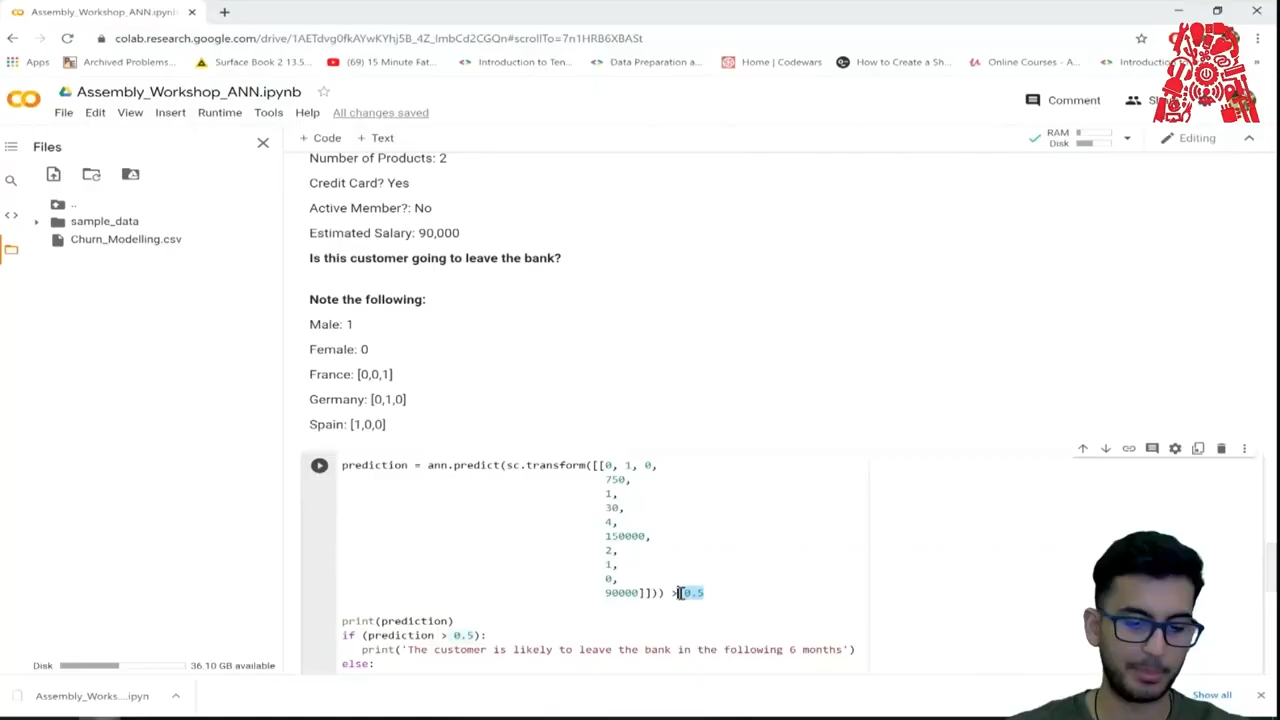 Assembly_Workshop_ANN.ipynb
colab.research.google.com/drive/1AETdvg0fkAYwKYhj5B_4Z_lmbCd2CGQn#scrollTo=7n1HRB6XBASt
Apps
Archived Problems...
Surface Book 2 13.5...
(69) 15 Minute Fat...
Introduction to Ten...
Data Preparation a...
Home | Codewars
How to Create a Sh...
Online Courses - A...
Introduction
»
CO
Assembly_Workshop_ANN.ipynb
Comment
File Edit View Insert Runtime Tools Help All changes saved
Files
+ Code + Text
RAM
Disk
Editing
..
sample_data
Churn_Modelling.csv
Number of Products: 2
Credit Card? Yes
Active Member?: No
Estimated Salary: 90,000
Is this customer going to leave the bank?
Note the following:
Male: 1
Female: 0
France: [0,0,1]
Germany: [0,1,0]
Spain: [1,0,0]
prediction = ann.predict(sc.transform([[0, 1, 0,
750,
1,
30,
4,
150000,
2,
1,
0,
90000]])) > 0.5
print(prediction)
if (prediction > 0.5):
print('The customer is likely to leave the bank in the following 6 months')
else:
Disk
36.10 GB available
Assembly_Works....ipyn
Show all